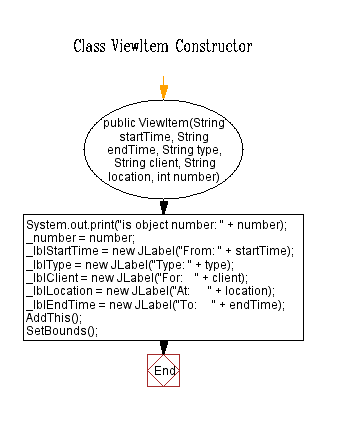 Class ViewItem Constructor
public ViewItem(String
startTime, String
endTime, String type,
String client, String
location, int number)
System.out.print("is object number: " + number);
_number = number;
_lblStartTime = new JLabel("From: " + startTime);
_lblType = new JLabel("Type: " + type);
_lblClient = new JLabel("For:    " + client);
_lblLocation = new JLabel("At:      " + location);
_lblEndTime = new JLabel("To:     " + endTime);
AddThis();
SetBounds();
End